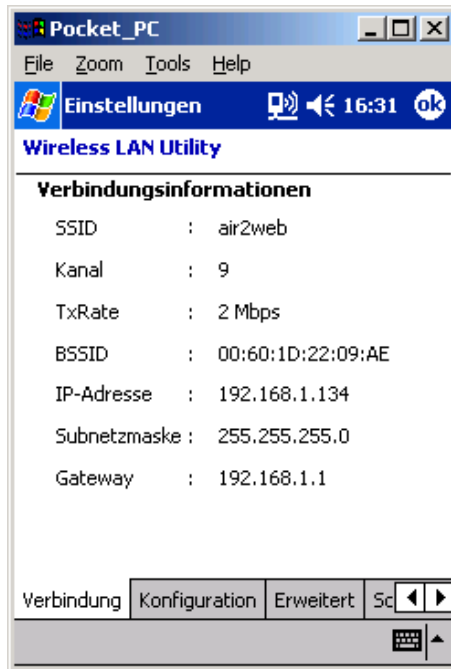 Pocket_PC
File Zoom Tools Help
Einstellungen 16:31 ok
Wireless LAN Utility
Verbindungsinformationen
SSID : air2web
Kanal : 9
TxRate : 2 Mbps
BSSID : 00:60:1D:22:09:AE
IP-Adresse : 192.168.1.134
Subnetzmaske : 255.255.255.0
Gateway : 192.168.1.1
Verbindung Konfiguration Erweitert Sc